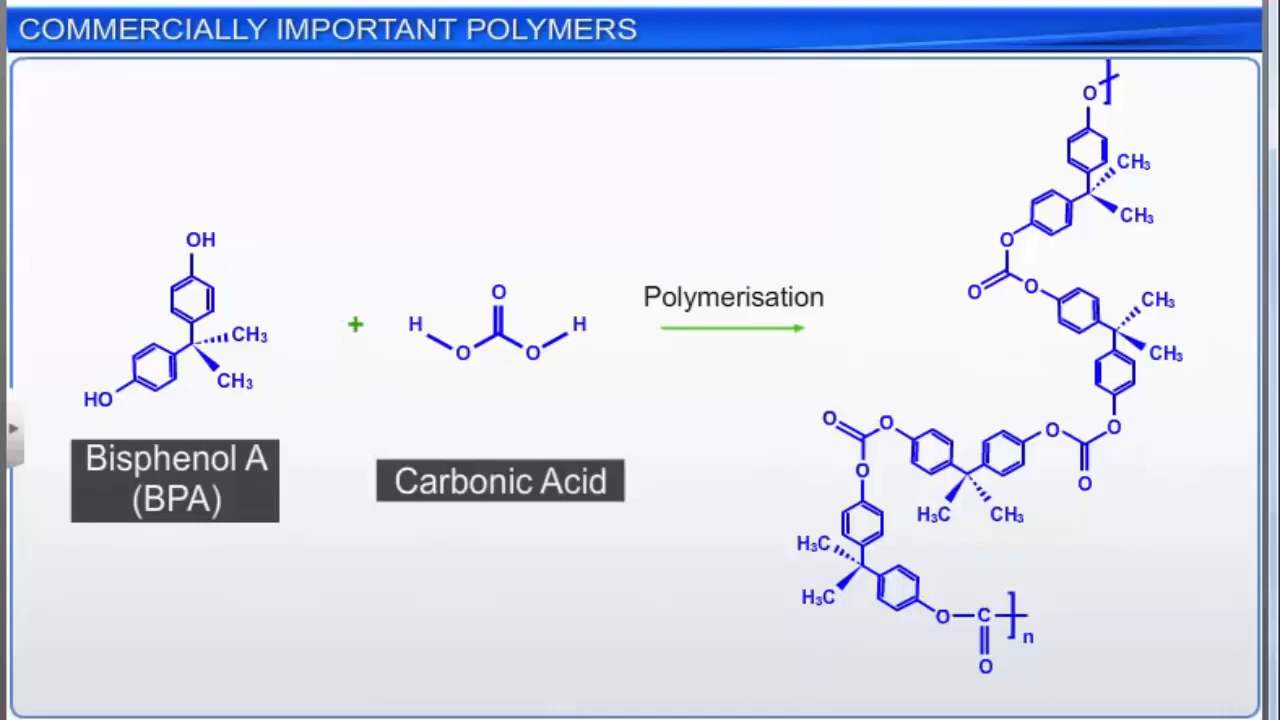 COMMERCIALLY IMPORTANT POLYMERS
OH
CH₃
CH₃
HO
Bisphenol A
(BPA)
+
O
H
H
O
O
Carbonic Acid
Polymerisation
O
CH₃
CH₃
O
O
O
CH₃
CH₃
O
O
O
O
O
O
O
H₃C
CH₃
H₃C
H₃C
O
C
n
O